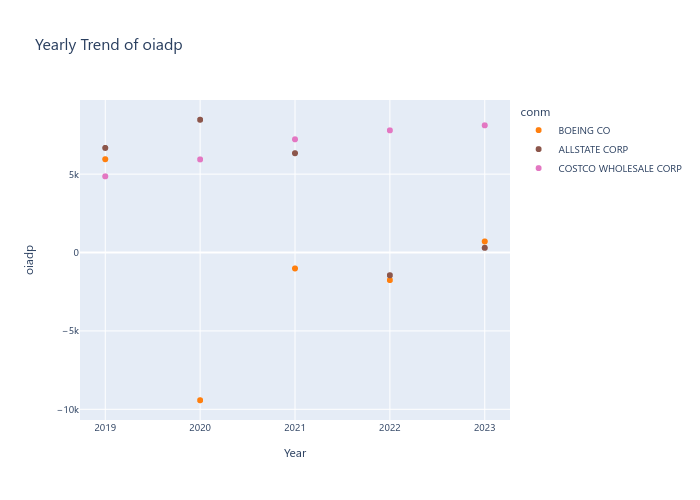 Yearly Trend of oiadp
conm
BOEING CO
ALLSTATE CORP
COSTCO WHOLESALE CORP
5k
0
−5k
−10k
oiadp
2019 2020 2021 2022 2023
Year